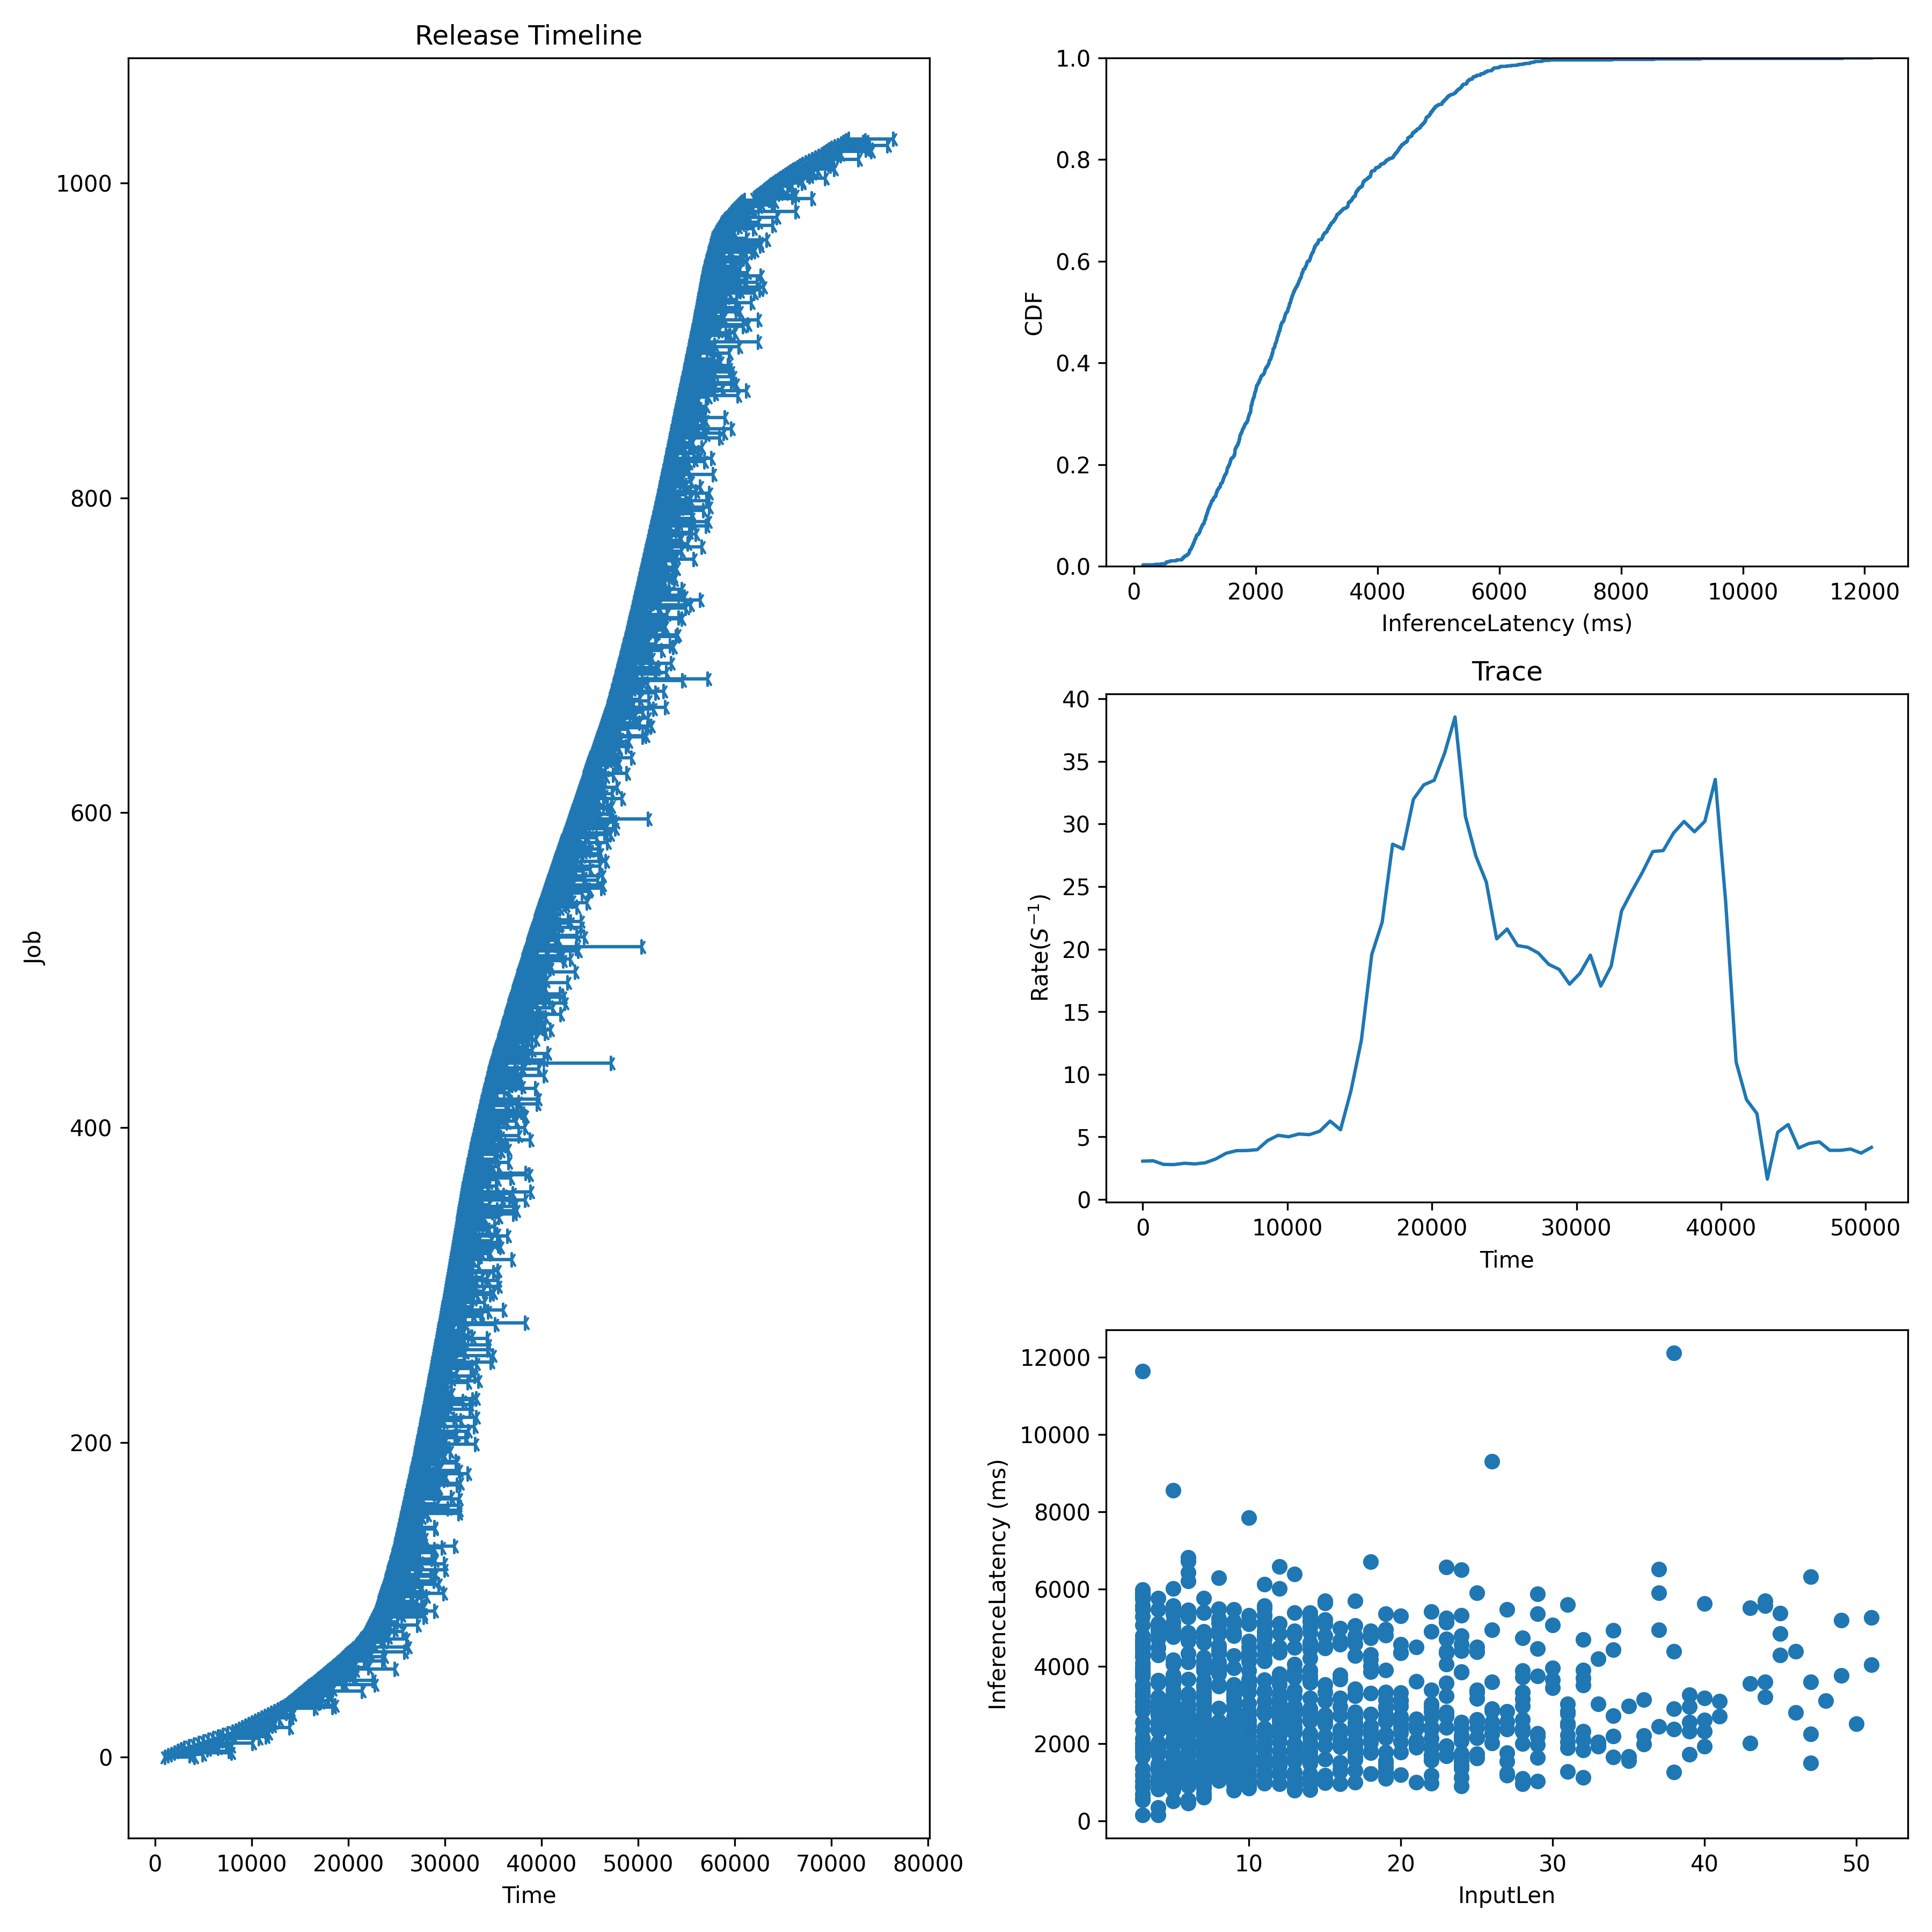 Release Timeline
Job
1000
800
600
400
200
0
0 10000 20000 30000 40000 50000 60000 70000 80000
Time
CDF
1.0
0.8
0.6
0.4
0.2
0.0
0 2000 4000 6000 8000 10000 12000
InferenceLatency (ms)
Trace
Rate(S⁻¹)
40
35
30
25
20
15
10
5
0
0 10000 20000 30000 40000 50000
Time
InferenceLatency (ms)
12000
10000
8000
6000
4000
2000
0
10 20 30 40 50
InputLen